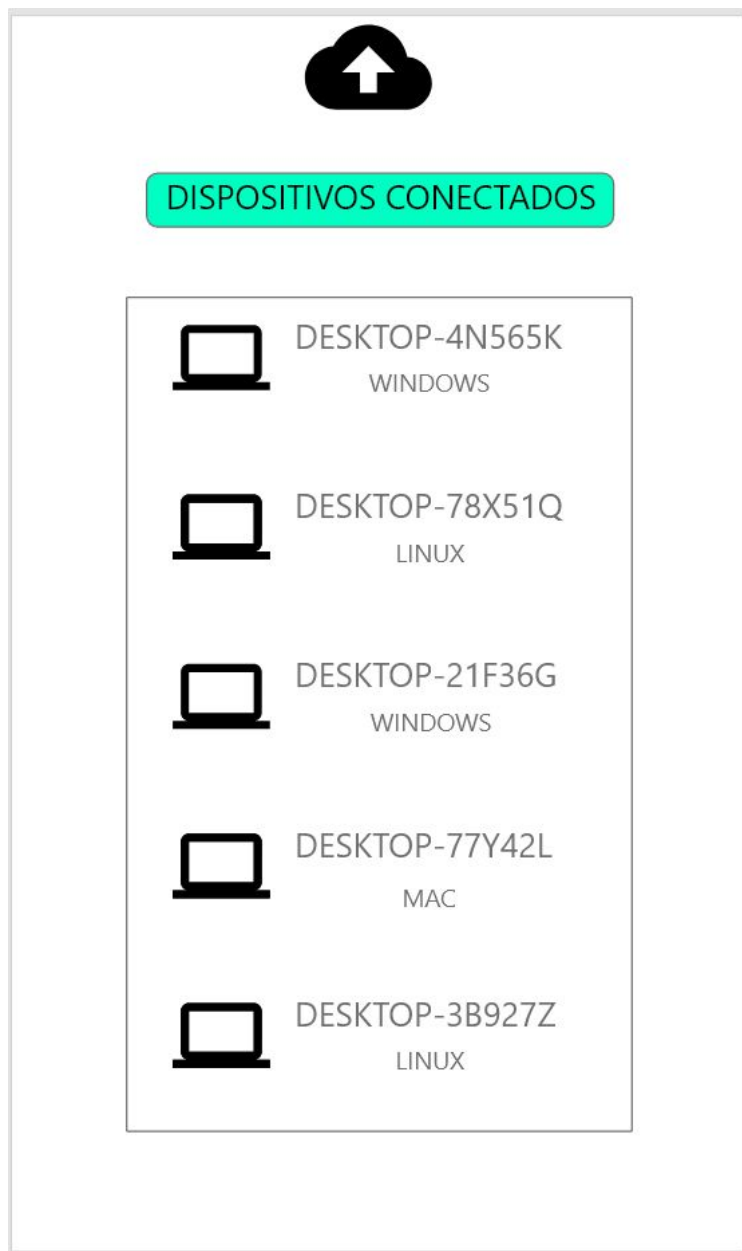 DISPOSITIVOS CONECTADOS
DESKTOP-4N565K
WINDOWS
DESKTOP-78X51Q
LINUX
DESKTOP-21F36G
WINDOWS
DESKTOP-77Y42L
MAC
DESKTOP-3B927Z
LINUX